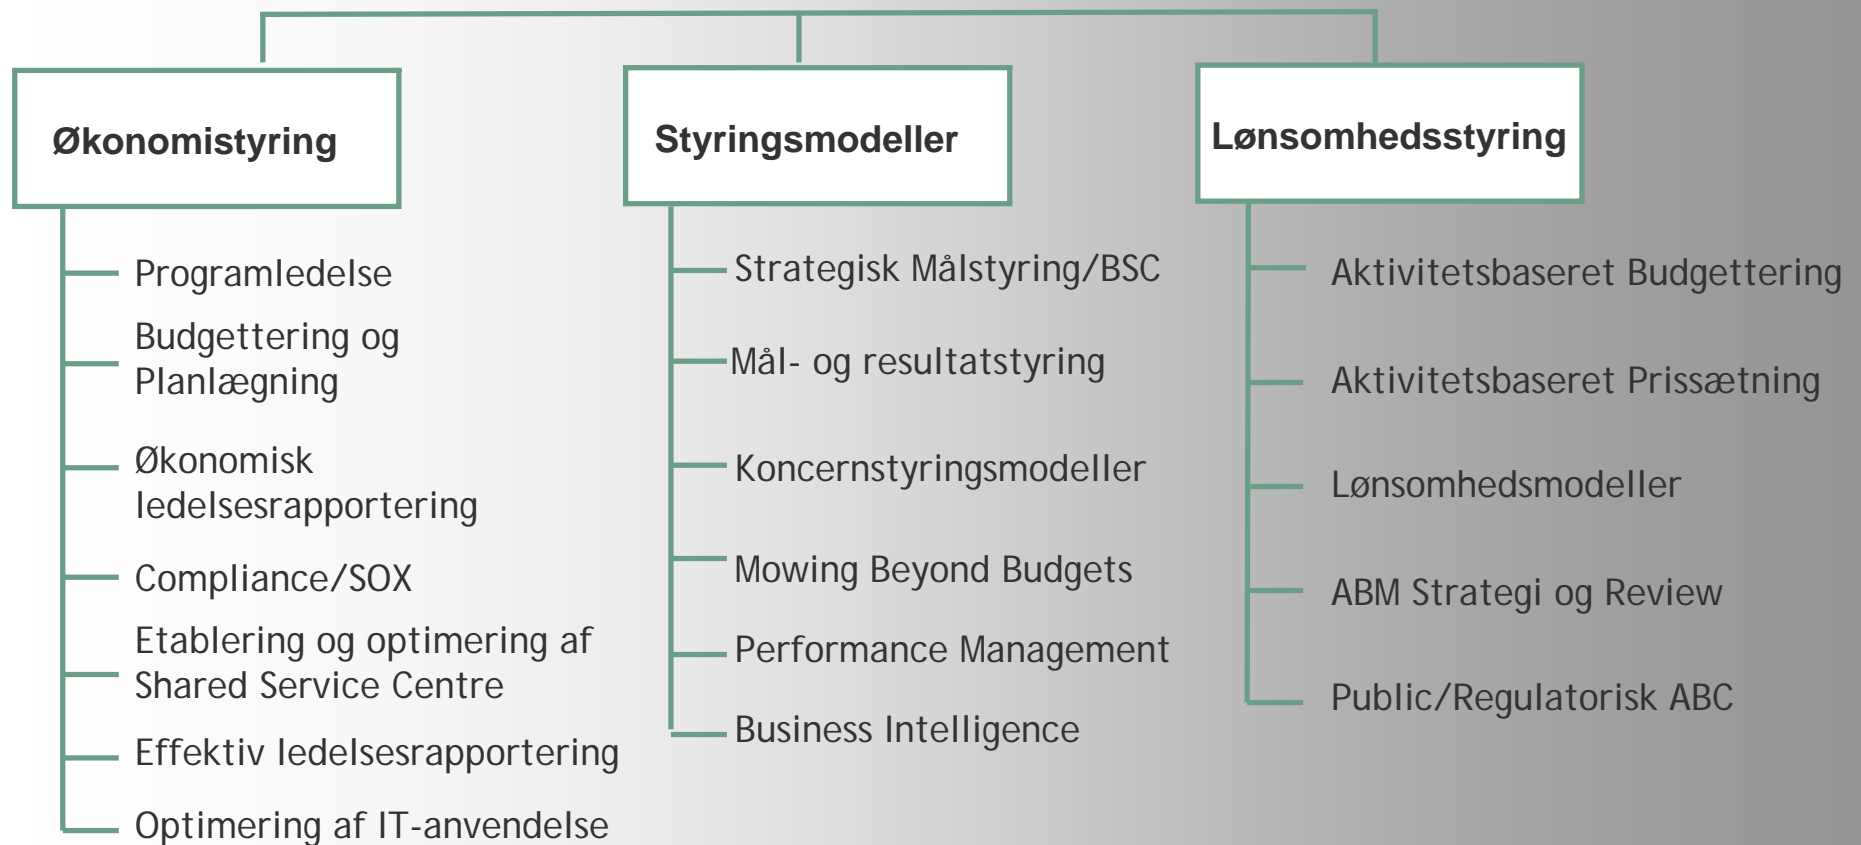 Økonomistyring
Programledelse
Budgettering og
Planlægning
Økonomisk
ledelsesrapportering
Compliance/SOX
Etablering og optimering af
Shared Service Centre
Effektiv ledelsesrapportering
Optimering af IT-anvendelse
Styringsmodeller
Strategisk Målstyring/BSC
Mål- og resultatstyring
Koncernstyringsmodeller
Mowing Beyond Budgets
Performance Management
Business Intelligence
Lønsomhedsstyring
Aktivitetsbaseret Budgettering
Aktivitetsbaseret Prissætning
Lønsomhedsmodeller
ABM Strategi og Review
Public/Regulatorisk ABC